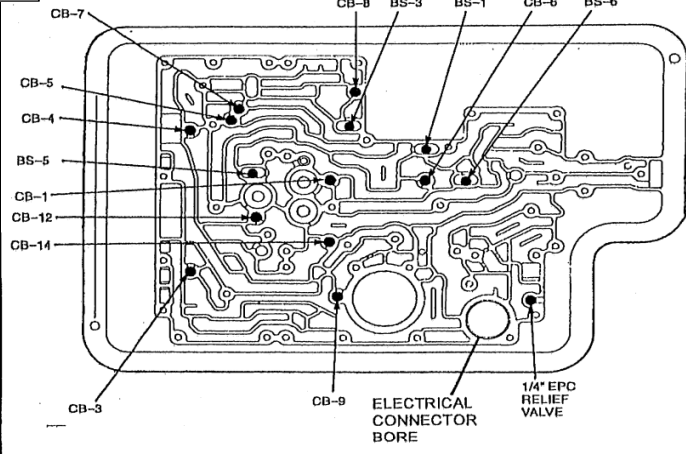 CB-8 BS-3 BS-1 CB-6 BS-6
CB-7
CB-5
CB-4
BS-5
CB-1
CB-12
CB-14
CB-3
CB-9
ELECTRICAL
CONNECTOR
BORE
1/4" EPC
RELIEF
VALVE